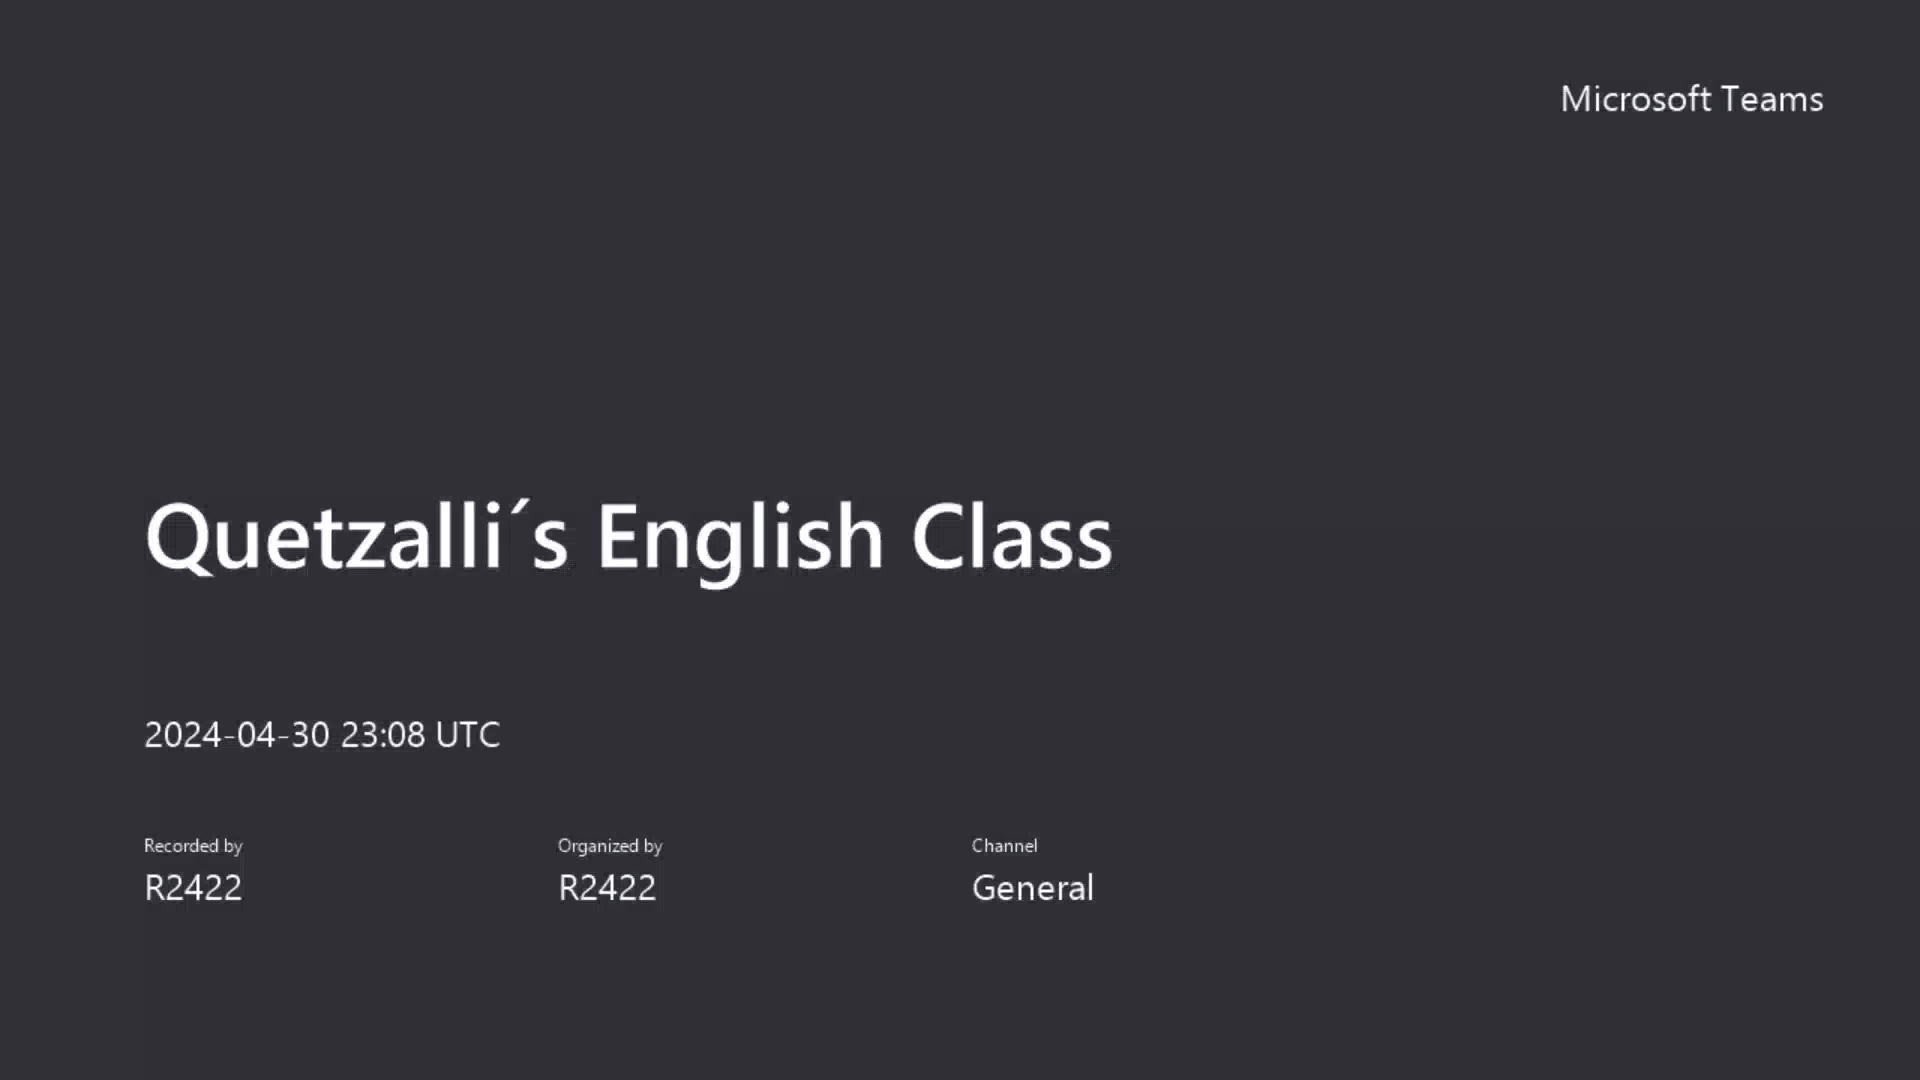 Microsoft Teams
Quetzalli´s English Class
2024-04-30 23:08 UTC
Recorded by
R2422
Organized by
R2422
Channel
General